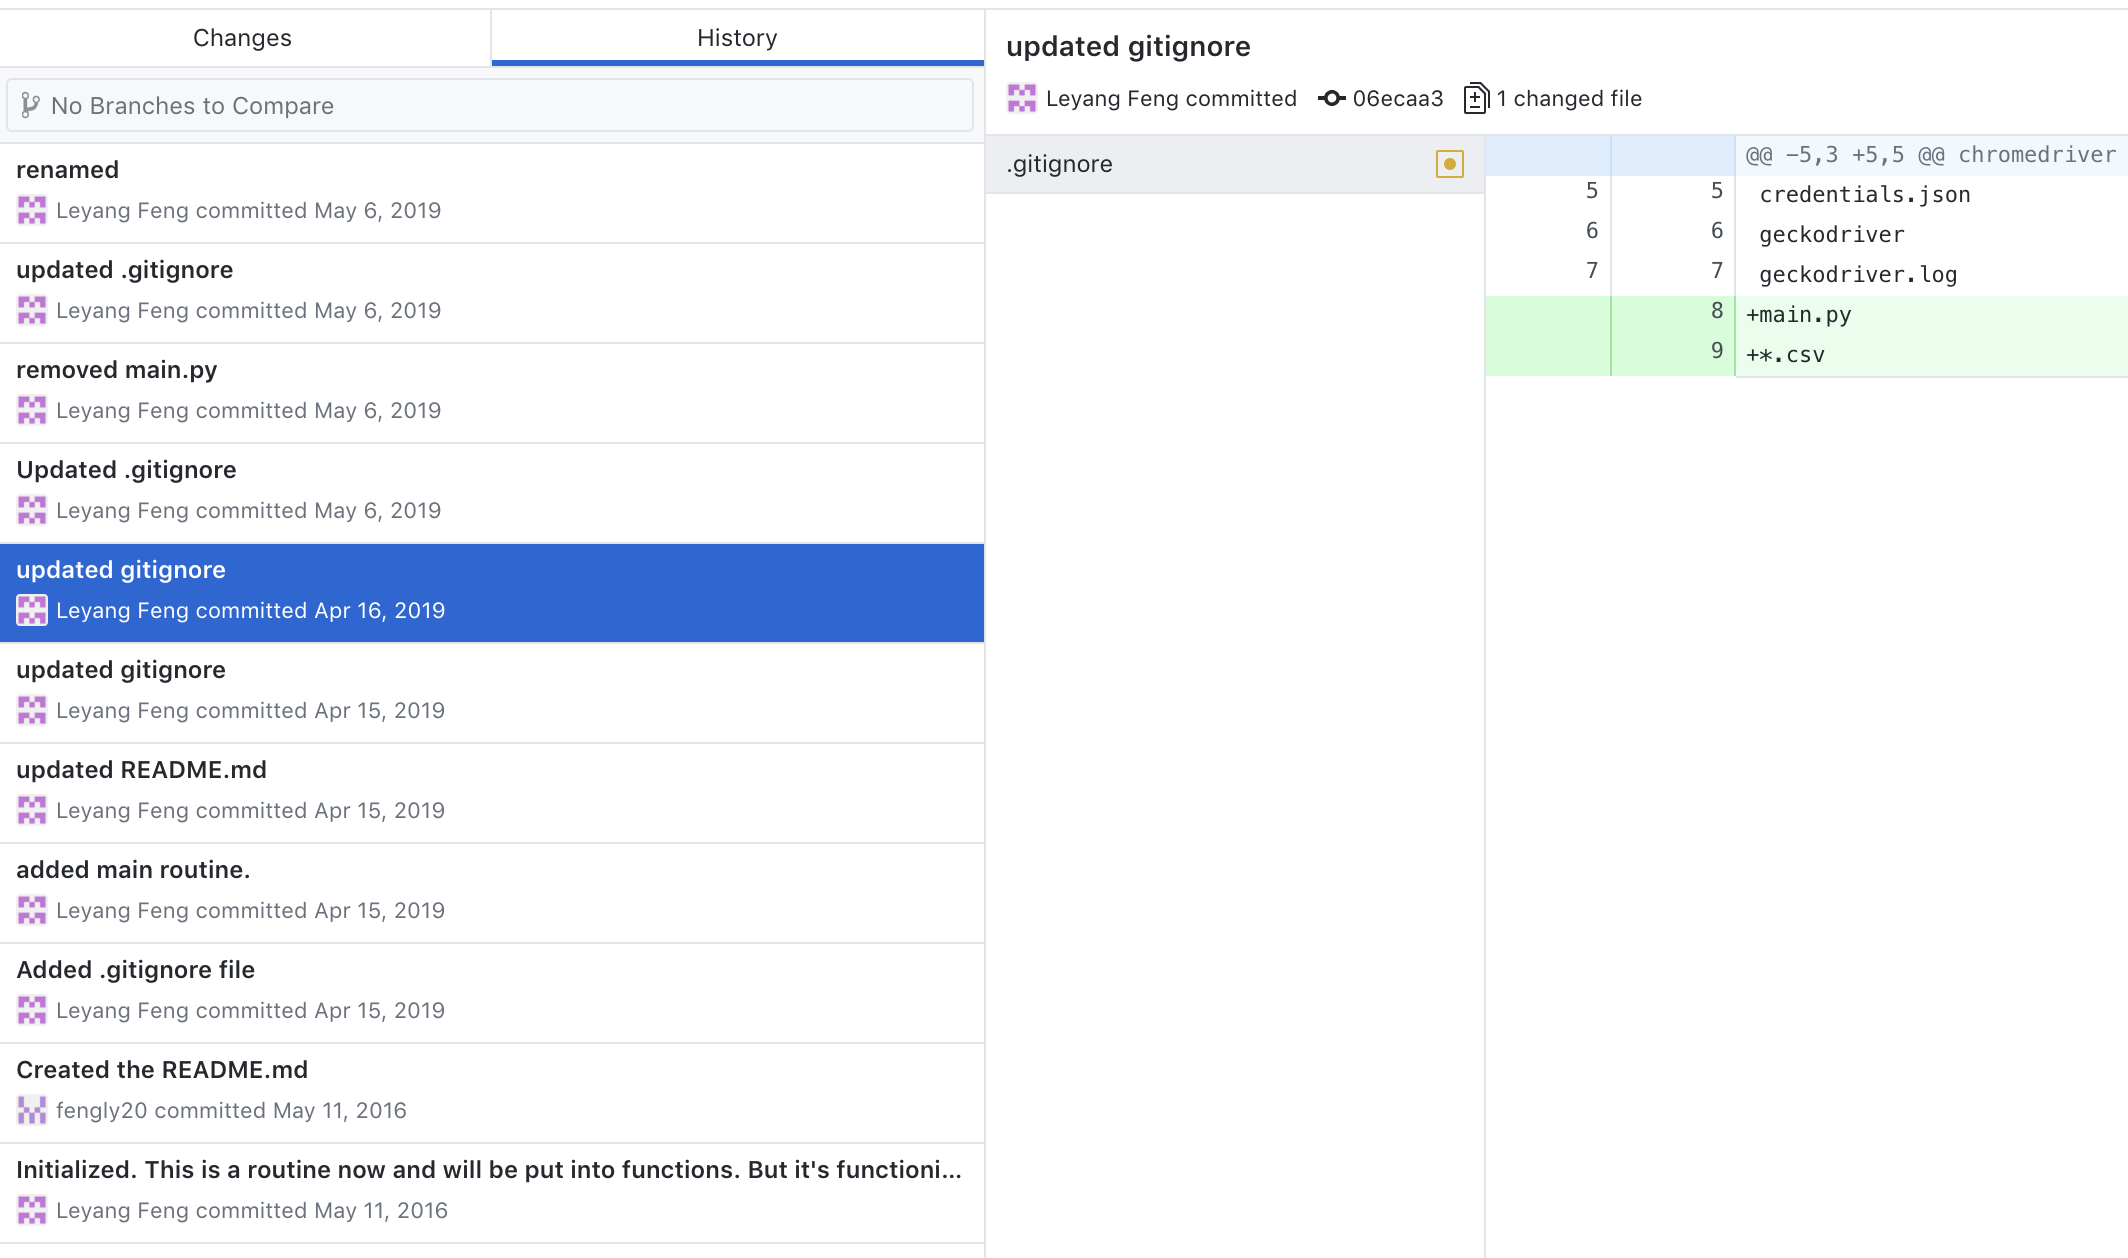 Changes
History
No Branches to Compare
renamed
Leyang Feng committed May 6, 2019
updated .gitignore
Leyang Feng committed May 6, 2019
removed main.py
Leyang Feng committed May 6, 2019
Updated .gitignore
Leyang Feng committed May 6, 2019
updated gitignore
Leyang Feng committed Apr 16, 2019
updated gitignore
Leyang Feng committed Apr 15, 2019
updated README.md
Leyang Feng committed Apr 15, 2019
added main routine.
Leyang Feng committed Apr 15, 2019
Added .gitignore file
Leyang Feng committed Apr 15, 2019
Created the README.md
fengly20 committed May 11, 2016
Initialized. This is a routine now and will be put into functions. But it's functioni...
Leyang Feng committed May 11, 2016
updated gitignore
Leyang Feng committed 06ecaa3 1 changed file
.gitignore
@@ -5,3 +5,5 @@ chromedriver
5 5 credentials.json
6 6 geckodriver
7 7 geckodriver.log
8 +main.py
9 +*.csv